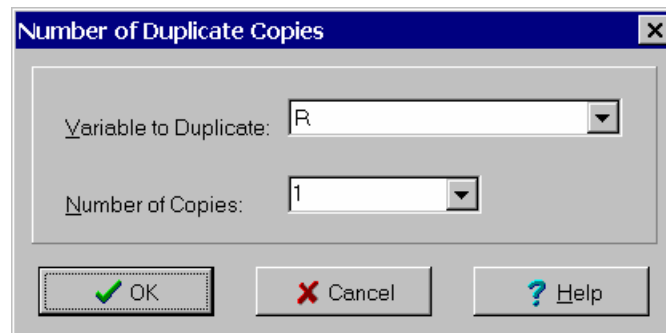 Number of Duplicate Copies
Variable to Duplicate: R
Number of Copies: 1
OK Cancel Help